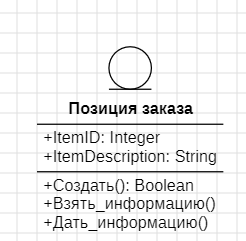 Позиция заказа
+ItemID: Integer
+ItemDescription: String
+Создать(): Boolean
+Взять_информацию()
+Дать_информацию()